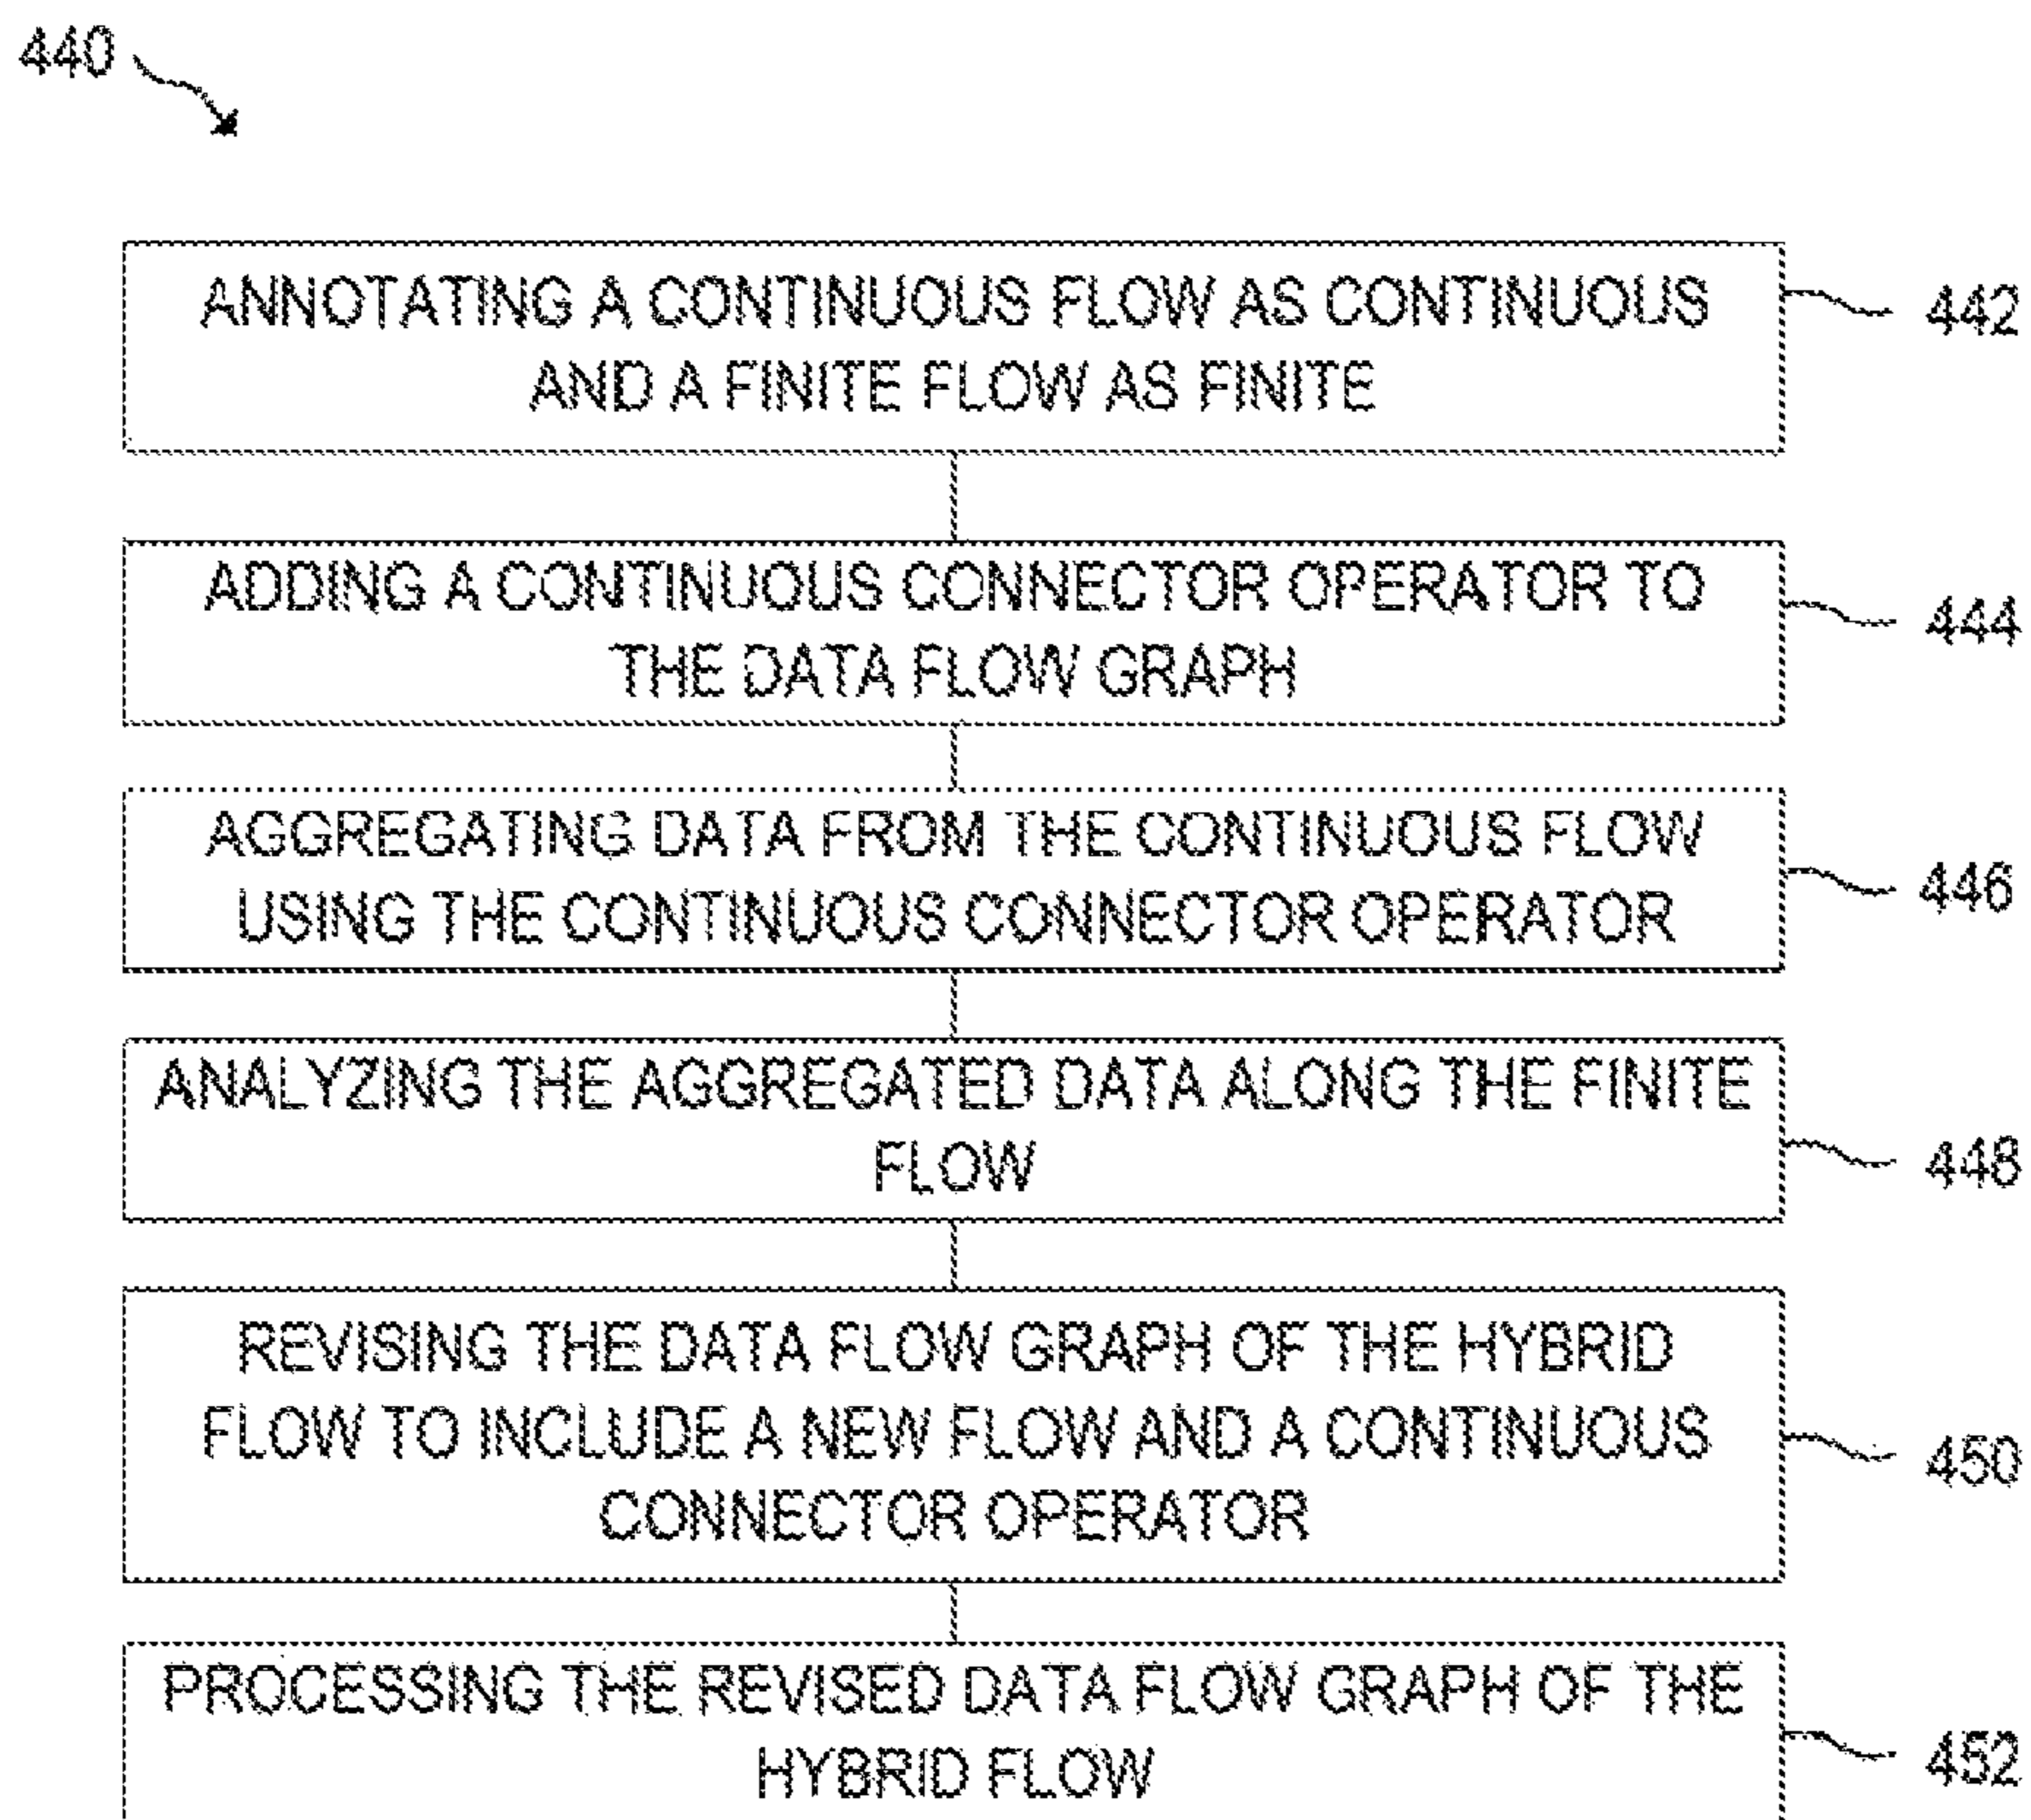 440
ANNOTATING A CONTINUOUS FLOW AS CONTINUOUS
AND A FINITE FLOW AS FINITE
442
ADDING A CONTINUOUS CONNECTOR OPERATOR TO
THE DATA FLOW GRAPH
444
AGGREGATING DATA FROM THE CONTINUOUS FLOW
USING THE CONTINUOUS CONNECTOR OPERATOR
446
ANALYZING THE AGGREGATED DATA ALONG THE FINITE
FLOW
448
REVISING THE DATA FLOW GRAPH OF THE HYBRID
FLOW TO INCLUDE A NEW FLOW AND A CONTINUOUS
CONNECTOR OPERATOR
450
PROCESSING THE REVISED DATA FLOW GRAPH OF THE
HYBRID FLOW
452